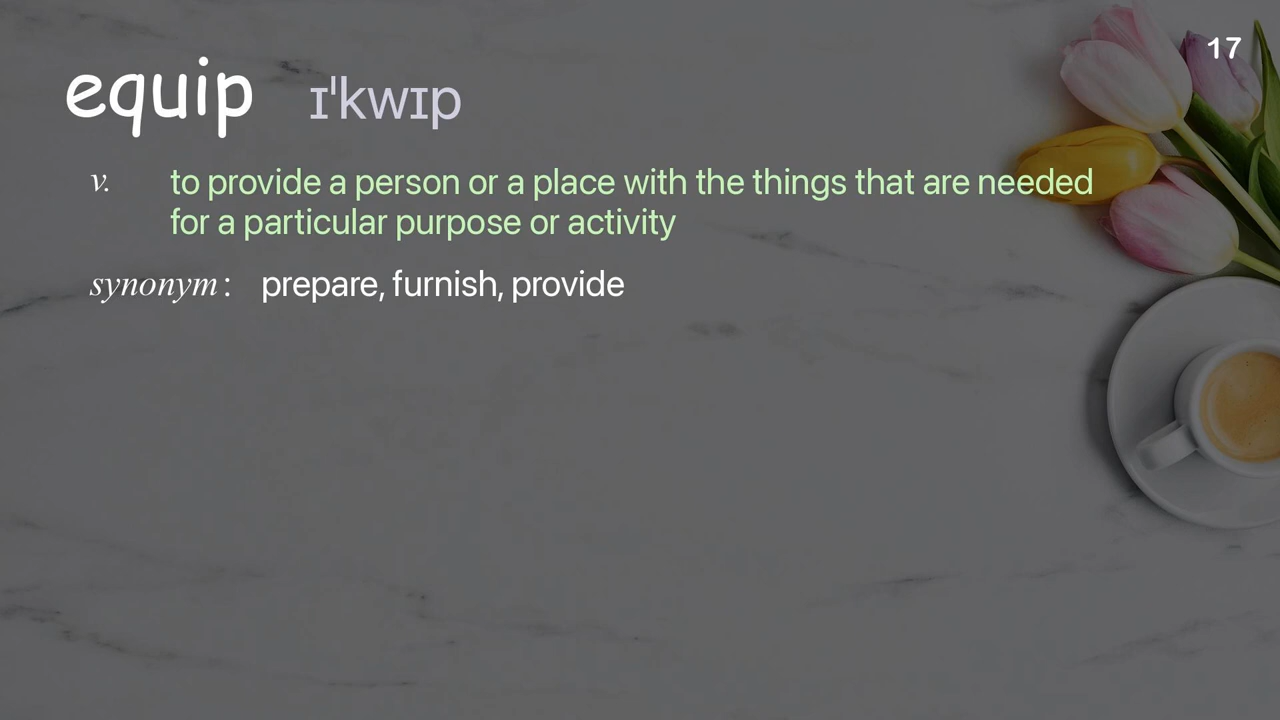 17
equip ɪˈkwɪp
v. to provide a person or a place with the things that are needed
for a particular purpose or activity
synonym: prepare, furnish, provide